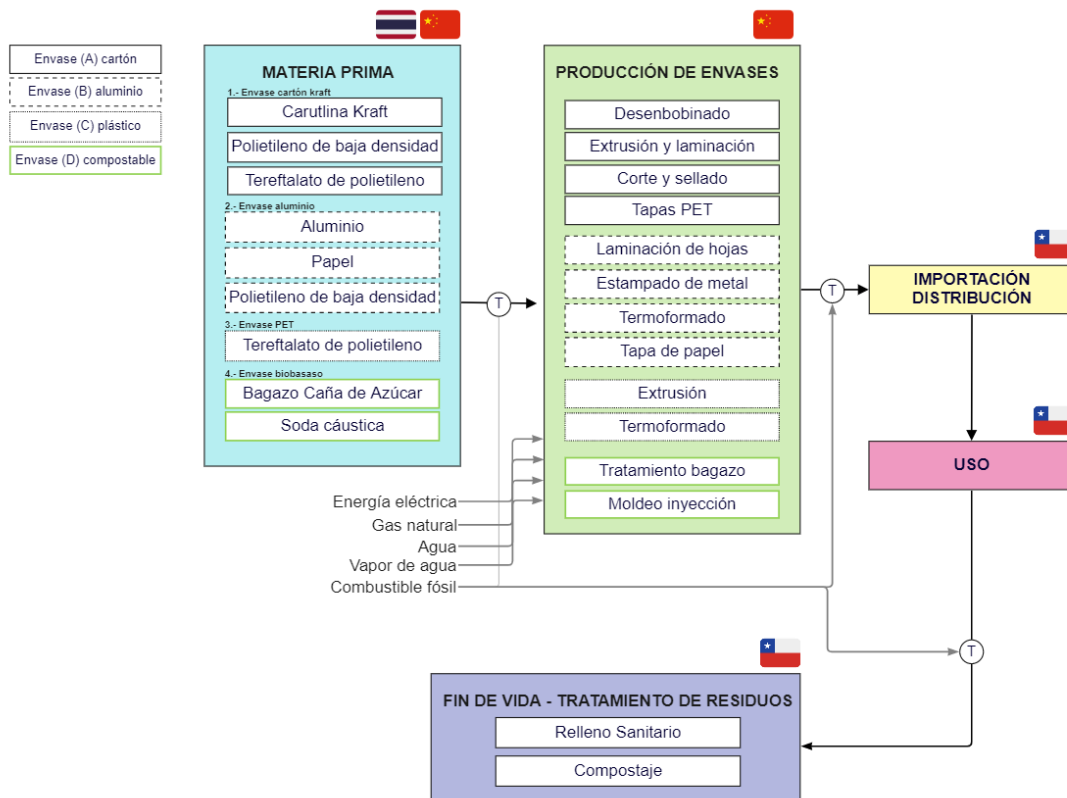 Envase (A) cartón
Envase (B) aluminio
Envase (C) plástico
Envase (D) compostable
MATERIA PRIMA
1.- Envase cartón kraft
Carutlina Kraft
Polietileno de baja densidad
Tereftalato de polietileno
2.- Envase aluminio
Aluminio
Papel
Polietileno de baja densidad
3.- Envase PET
Tereftalato de polietileno
4.- Envase biobasaso
Bagazo Caña de Azúcar
Soda cáustica
T
PRODUCCIÓN DE ENVASES
Desenbobinado
Extrusión y laminación
Corte y sellado
Tapas PET
Laminación de hojas
Estampado de metal
Termoformado
Tapa de papel
Extrusión
Termoformado
Tratamiento bagazo
Moldeo inyección
T
IMPORTACIÓN
DISTRIBUCIÓN
USO
Energía eléctrica
Gas natural
Agua
Vapor de agua
Combustible fósil
T
FIN DE VIDA - TRATAMIENTO DE RESIDUOS
Relleno Sanitario
Compostaje